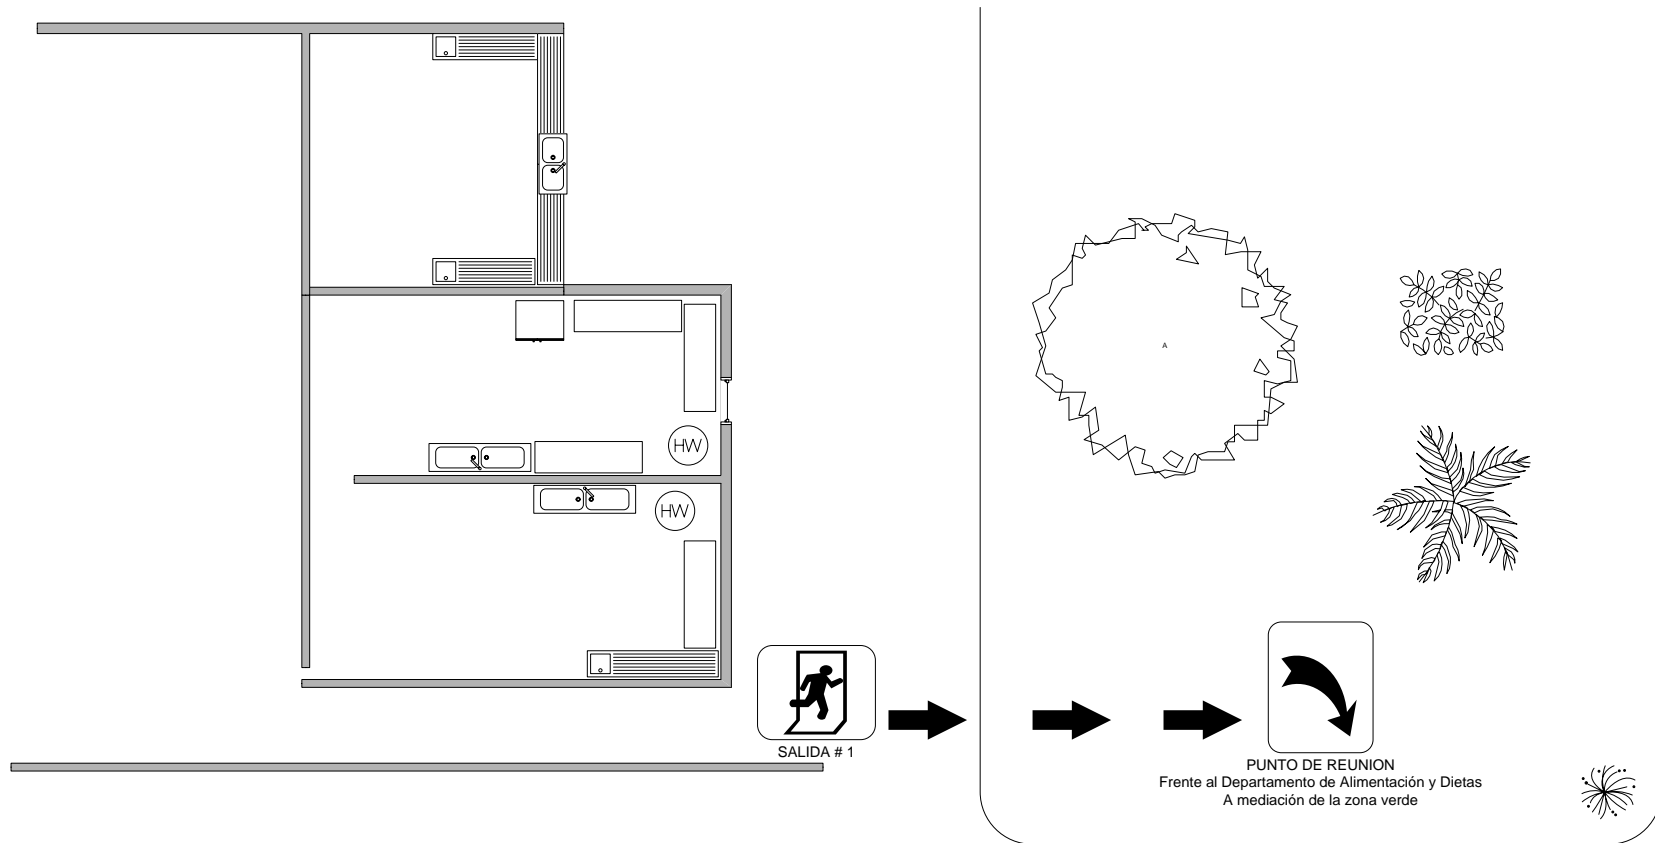 A
HW
HW
SALIDA # 1
PUNTO DE REUNION
Frente al Departamento de Alimentación y Dietas
A mediación de la zona verde